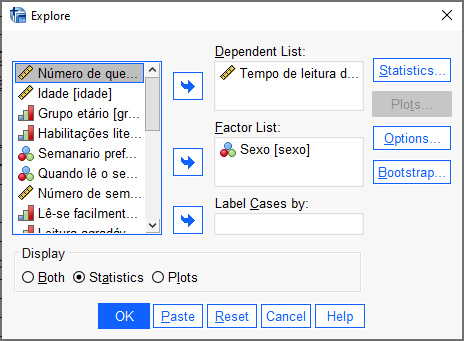 Explore
Dependent List:
Número de que...
Idade [idade]
Grupo etário [gr...
Habilitações lite...
Semanario pref...
Quando lê o se...
Número de sem...
Lê-se facilment...
Leitura agradáv...
Tempo de leitura d...
Factor List:
Sexo [sexo]
Label Cases by:
Statistics...
Plots...
Options...
Bootstrap...
Display
Both Statistics Plots
OK Paste Reset Cancel Help